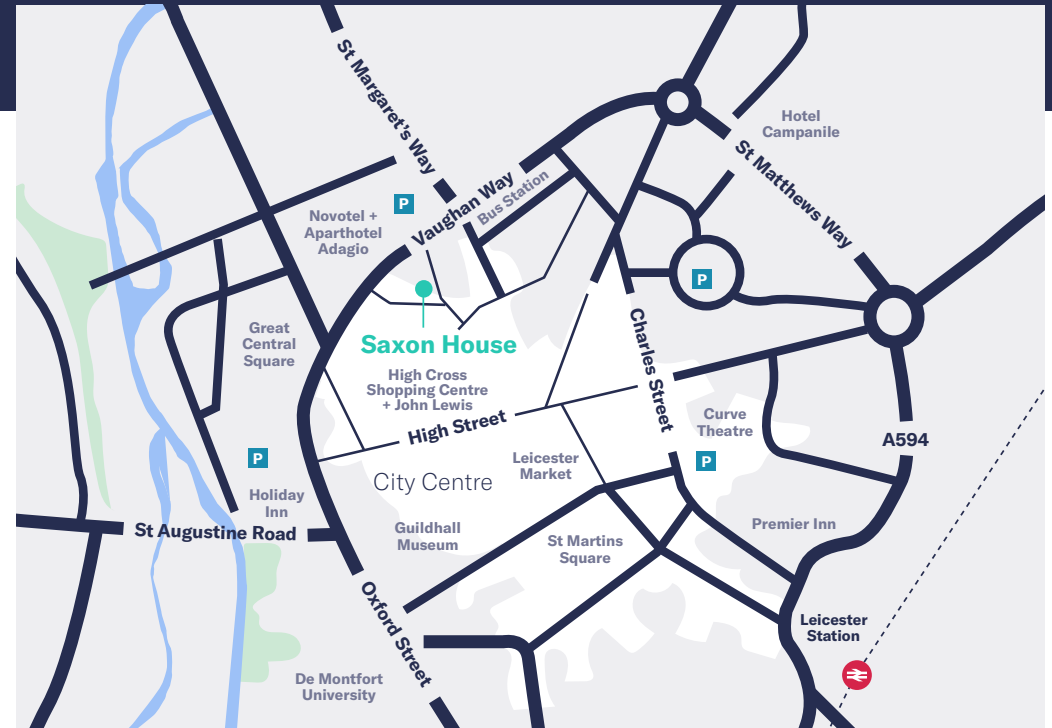 St Margaret's Way
Hotel
Campanile
St Matthews Way
P
Vaughan Way
Bus Station
Novotel +
Aparthotel
Adagio
P
Great
Central
Square
Saxon House
High Cross
Shopping Centre
+ John Lewis
Charles Street
High Street
Curve
Theatre
A594
P
P
Leicester
Market
City Centre
Holiday
Inn
St Augustine Road
Guildhall
Museum
St Martins
Square
Premier Inn
Oxford Street
Leicester
Station
De Montfort
University